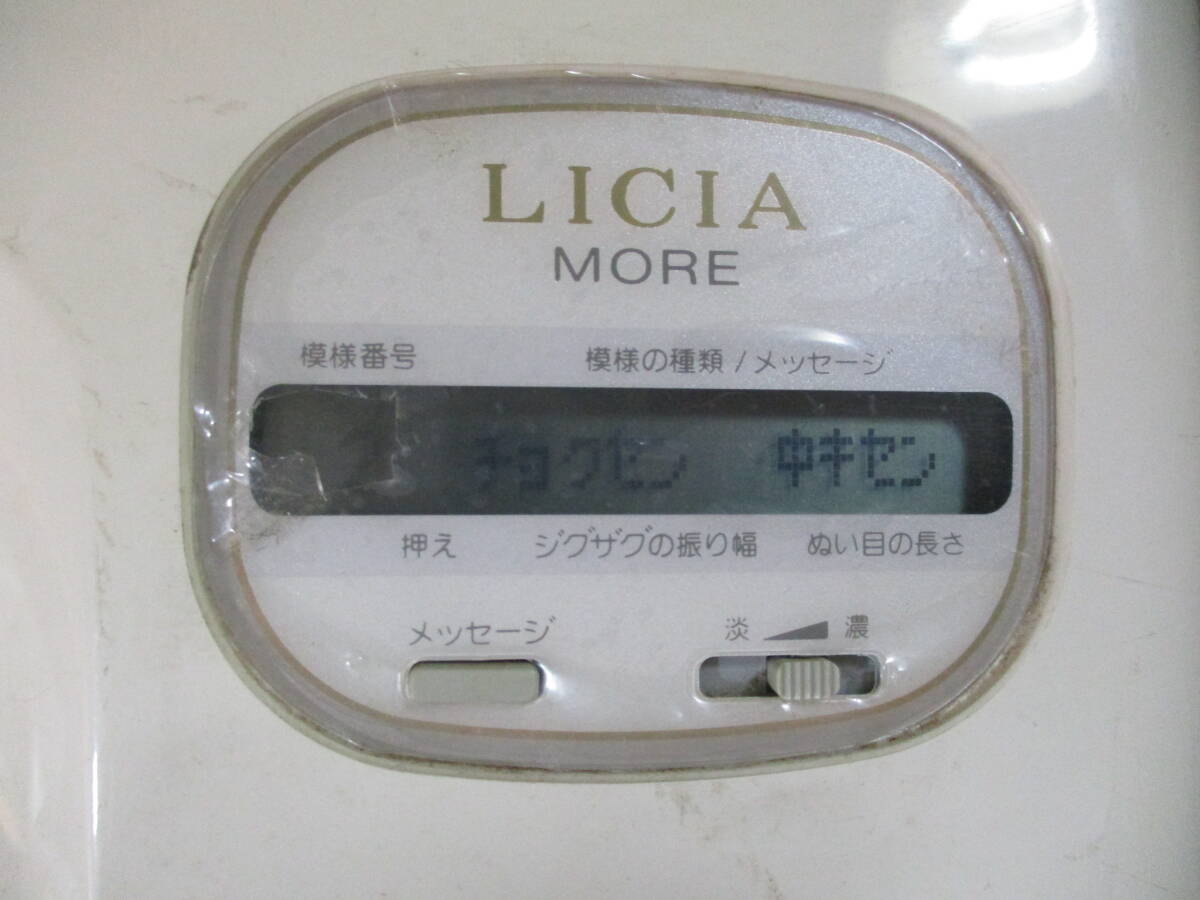 LICIA
MORE
模様番号 模様の種類/メッセージ
チョクセン 中キセン
押え ジグザグの振り幅 ぬい目の長さ
メッセージ 淡 濃